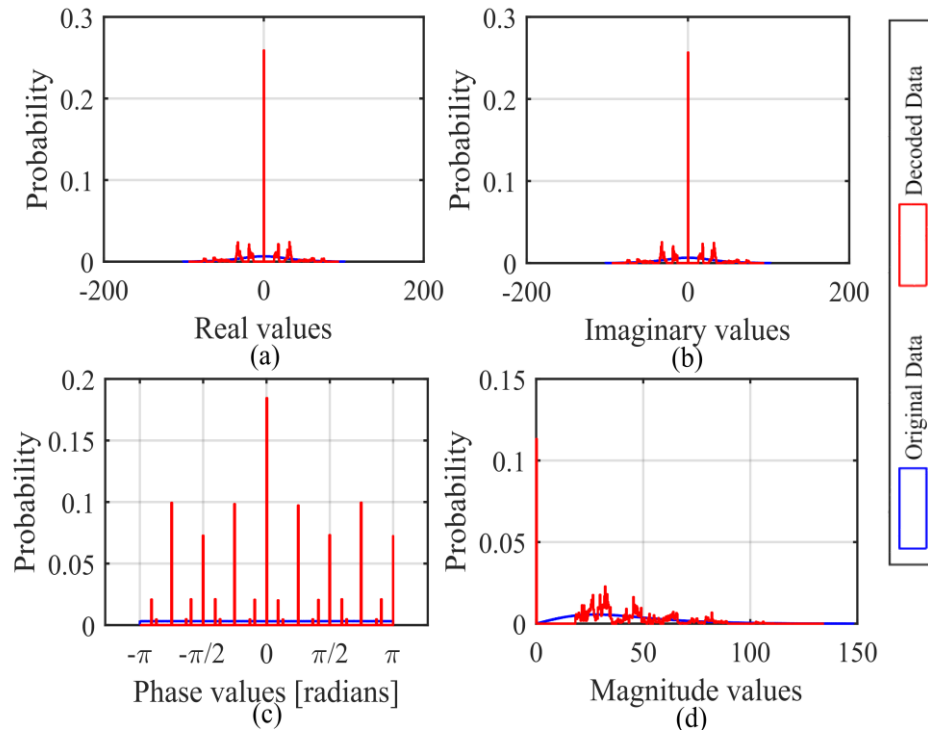 0.3
0.2
0.1
0
Probability
-200
0
200
Real values
(a)
0.3
0.2
0.1
0
Probability
-200
0
200
Imaginary values
(b)
0.2
0.15
0.1
0.05
0
Probability
-π
-π/2
0
π/2
π
Phase values [radians]
(c)
0.15
0.1
0.05
0
Probability
0
50
100
150
Magnitude values
(d)
Original Data
Decoded Data